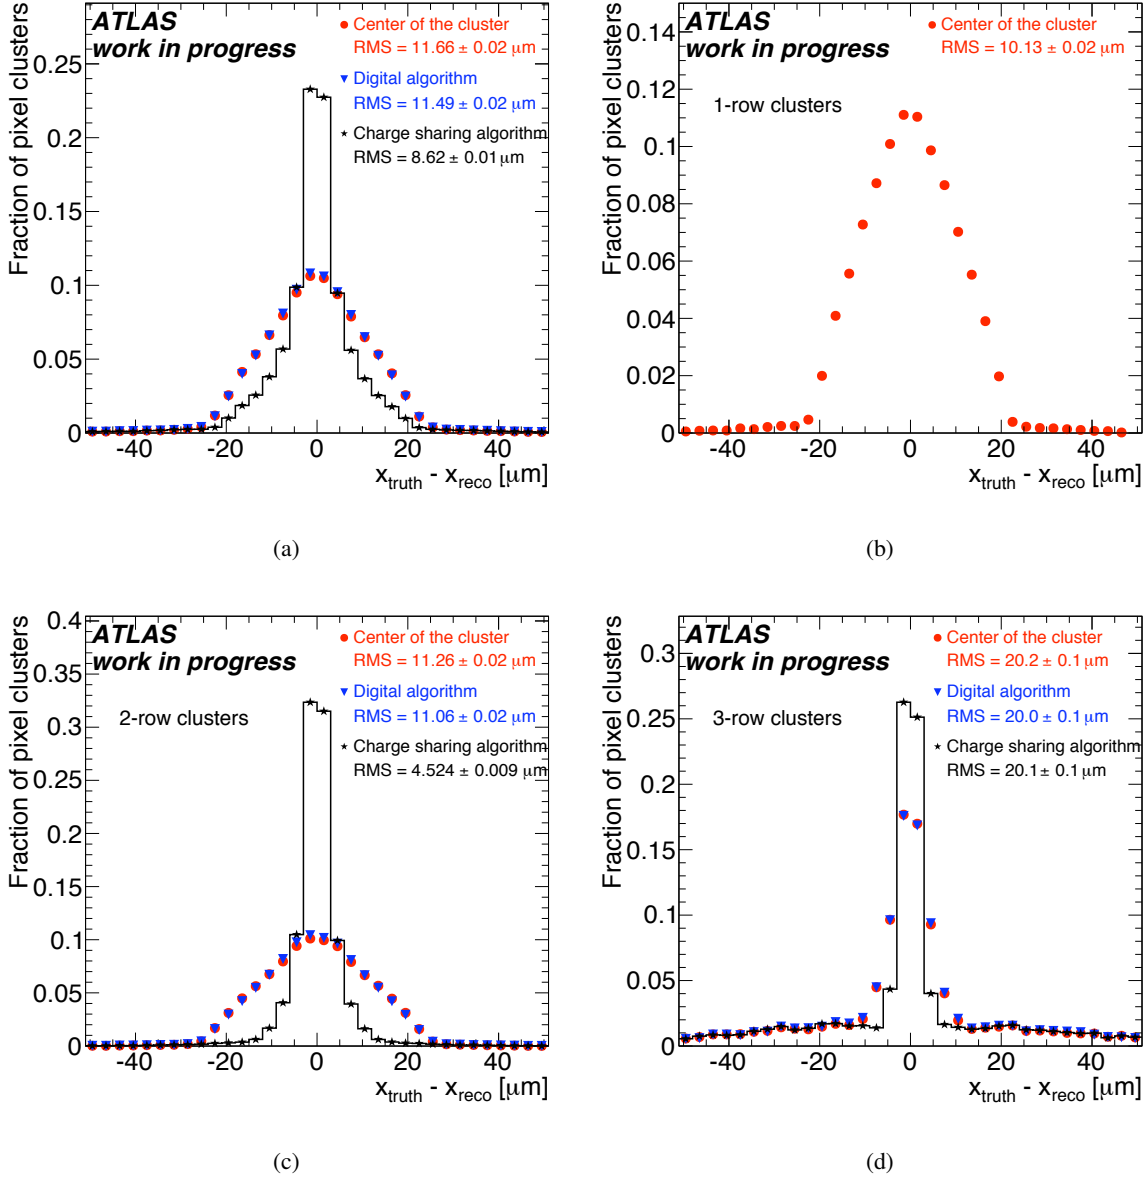 ATLAS
work in progress
Center of the cluster
RMS = 11.66 ± 0.02 μm
Digital algorithm
RMS = 11.49 ± 0.02 μm
Charge sharing algorithm
RMS = 8.62 ± 0.01 μm
Fraction of pixel clusters
0.25
0.2
0.15
0.1
0.05
0
-40 -20 0 20 40
x_truth - x_reco [μm]
(a)
ATLAS
work in progress
Center of the cluster
RMS = 10.13 ± 0.02 μm
1-row clusters
Fraction of pixel clusters
0.14
0.12
0.1
0.08
0.06
0.04
0.02
0
-40 -20 0 20 40
x_truth - x_reco [μm]
(b)
ATLAS
work in progress
Center of the cluster
RMS = 11.26 ± 0.02 μm
Digital algorithm
RMS = 11.06 ± 0.02 μm
Charge sharing algorithm
RMS = 4.524 ± 0.009 μm
2-row clusters
Fraction of pixel clusters
0.4
0.35
0.3
0.25
0.2
0.15
0.1
0.05
0
-40 -20 0 20 40
x_truth - x_reco [μm]
(c)
ATLAS
work in progress
Center of the cluster
RMS = 20.2 ± 0.1 μm
Digital algorithm
RMS = 20.0 ± 0.1 μm
Charge sharing algorithm
RMS = 20.1 ± 0.1 μm
3-row clusters
Fraction of pixel clusters
0.3
0.25
0.2
0.15
0.1
0.05
0
-40 -20 0 20 40
x_truth - x_reco [μm]
(d)